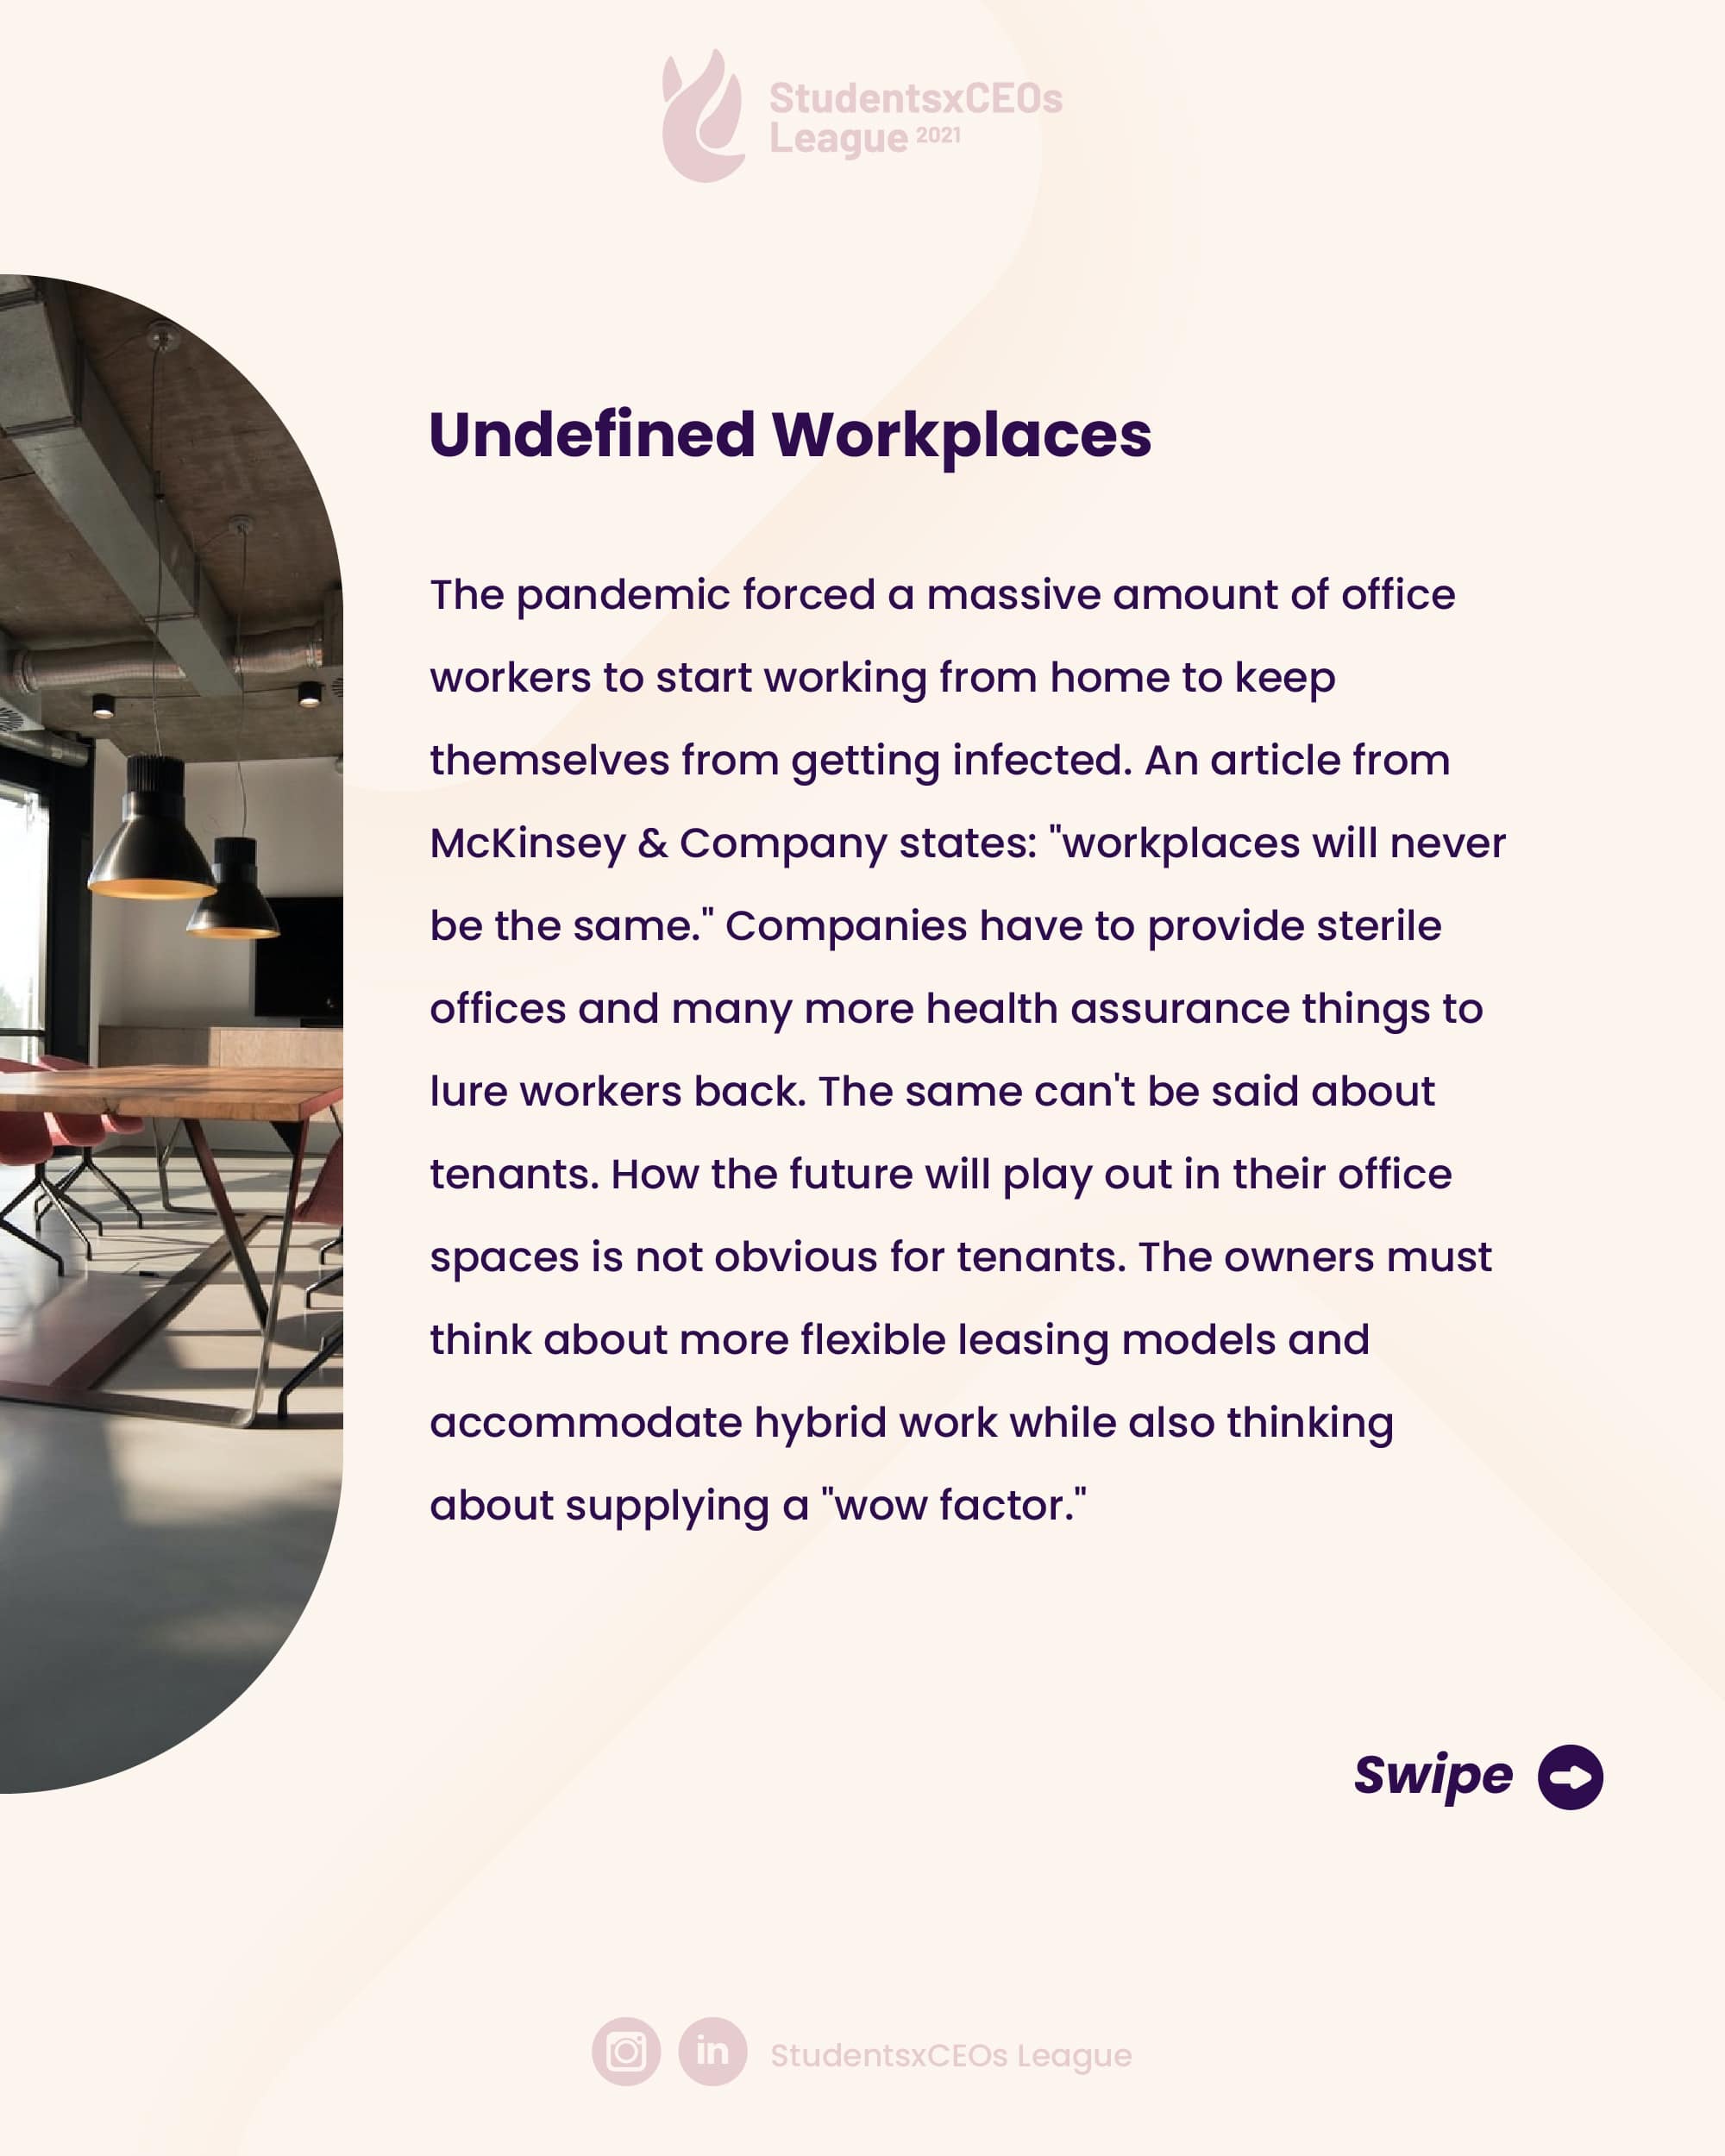 StudentsxCEOs
League 2021
Undefined Workplaces
The pandemic forced a massive amount of office
workers to start working from home to keep
themselves from getting infected. An article from
McKinsey & Company states: "workplaces will never
be the same." Companies have to provide sterile
offices and many more health assurance things to
lure workers back. The same can't be said about
tenants. How the future will play out in their office
spaces is not obvious for tenants. The owners must
think about more flexible leasing models and
accommodate hybrid work while also thinking
about supplying a "wow factor."
Swipe
in StudentsxCEOs League